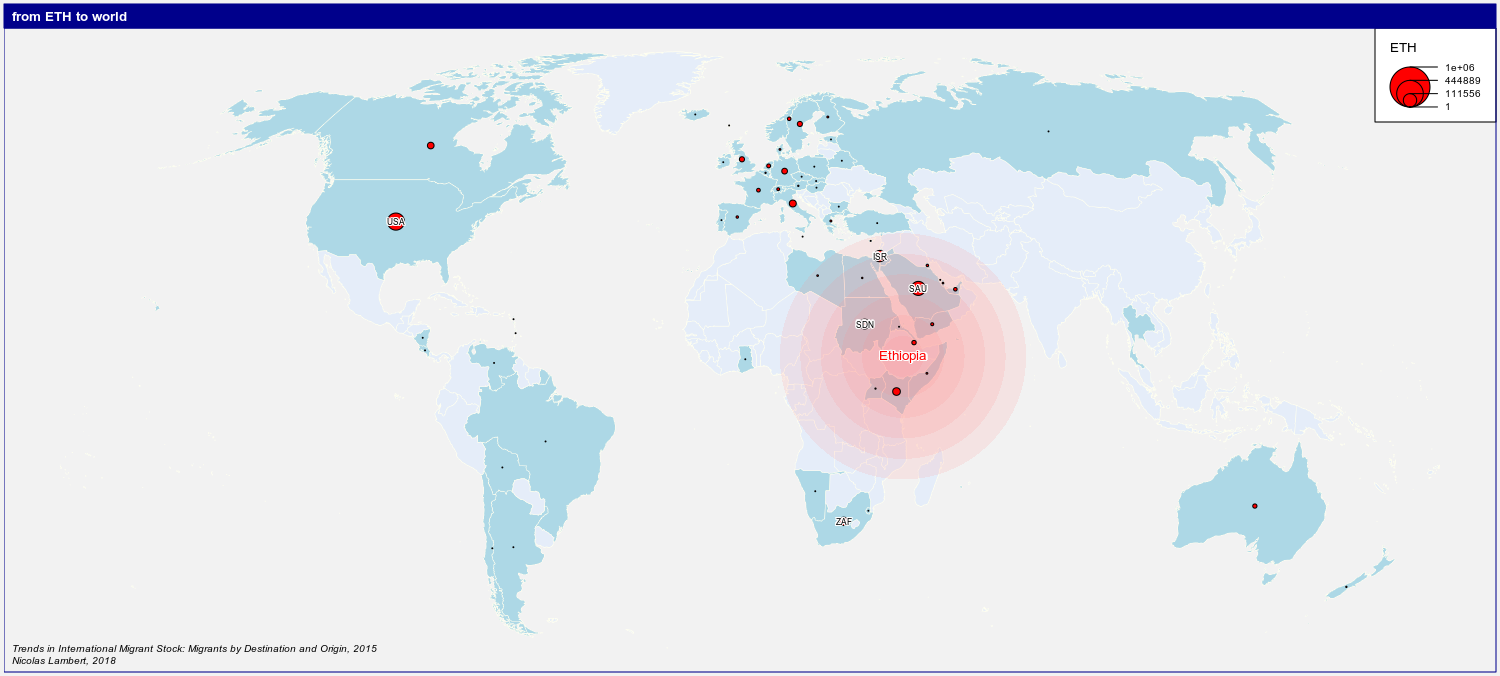 from ETH to world
ETH
1e+06
444889
111556
1
USA
ISR
SAU
SDN
Ethiopia
ZAF
Trends in International Migrant Stock: Migrants by Destination and Origin, 2015
Nicolas Lambert, 2018